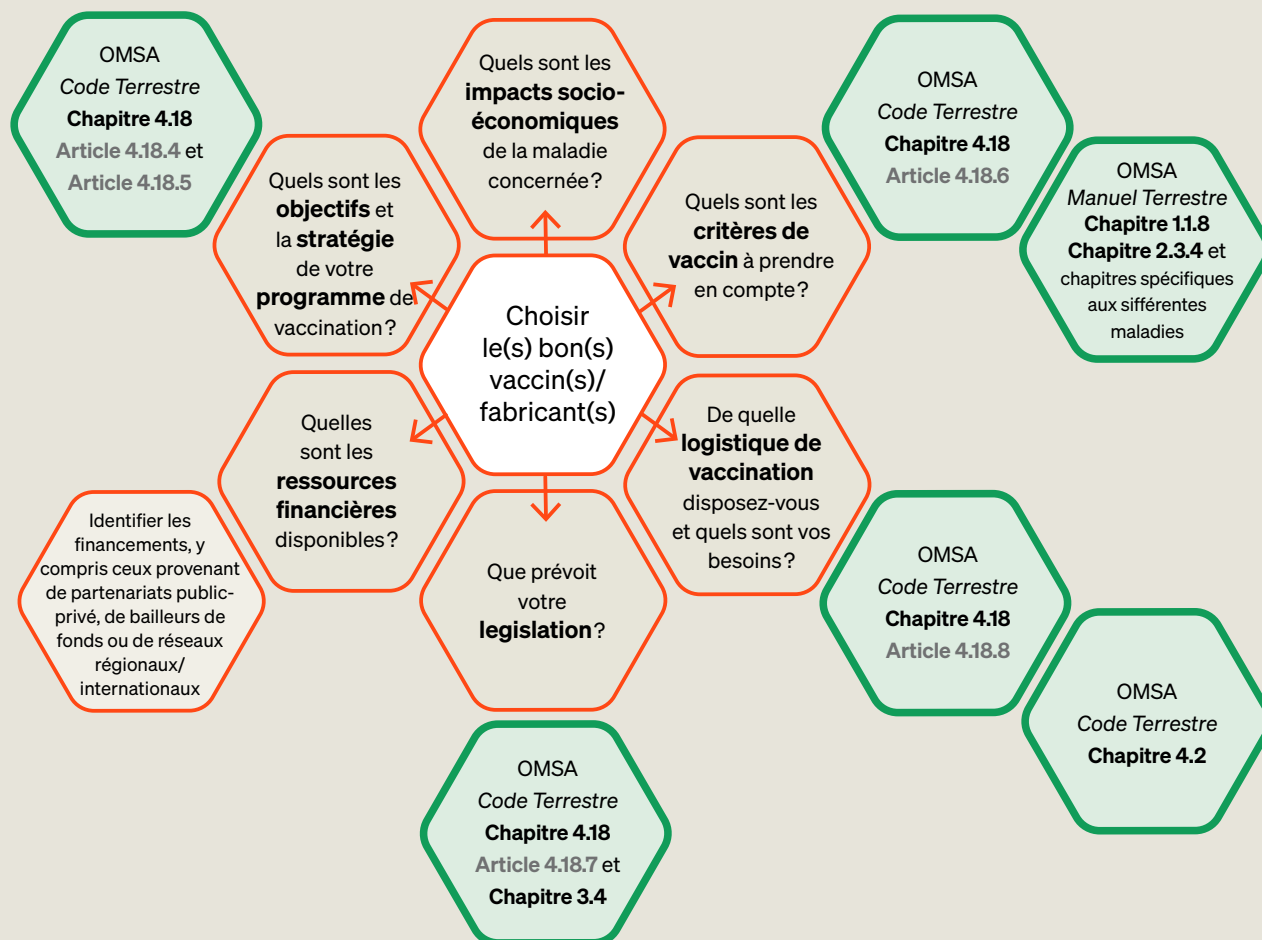 OMSA
Code Terrestre
Chapitre 4.18
Article 4.18.4 et
Article 4.18.5
Quels sont les
objectifs et
la stratégie
de votre
programme de
vaccination ?
Quels sont les
impacts socio-
économiques
de la maladie
concernée ?
Quels sont les
critères de
vaccin à prendre
en compte ?
OMSA
Code Terrestre
Chapitre 4.18
Article 4.18.6
OMSA
Manuel Terrestre
Chapitre 1.1.8
Chapitre 2.3.4 et
chapitres spécifiques
aux sifférentes
maladies
Choisir
le(s) bon(s)
vaccin(s)/
fabricant(s)
Quelles
sont les
ressources
financières
disponibles ?
Identifier les
financements, y
compris ceux provenant
de partenariats public-
privé, de bailleurs de
fonds ou de réseaux
régionaux/
internationaux
Que prévoit
votre
legislation ?
De quelle
logistique de
vaccination
disposez-vous
et quels sont vos
besoins ?
OMSA
Code Terrestre
Chapitre 4.18
Article 4.18.8
OMSA
Code Terrestre
Chapitre 4.2
OMSA
Code Terrestre
Chapitre 4.18
Article 4.18.7 et
Chapitre 3.4